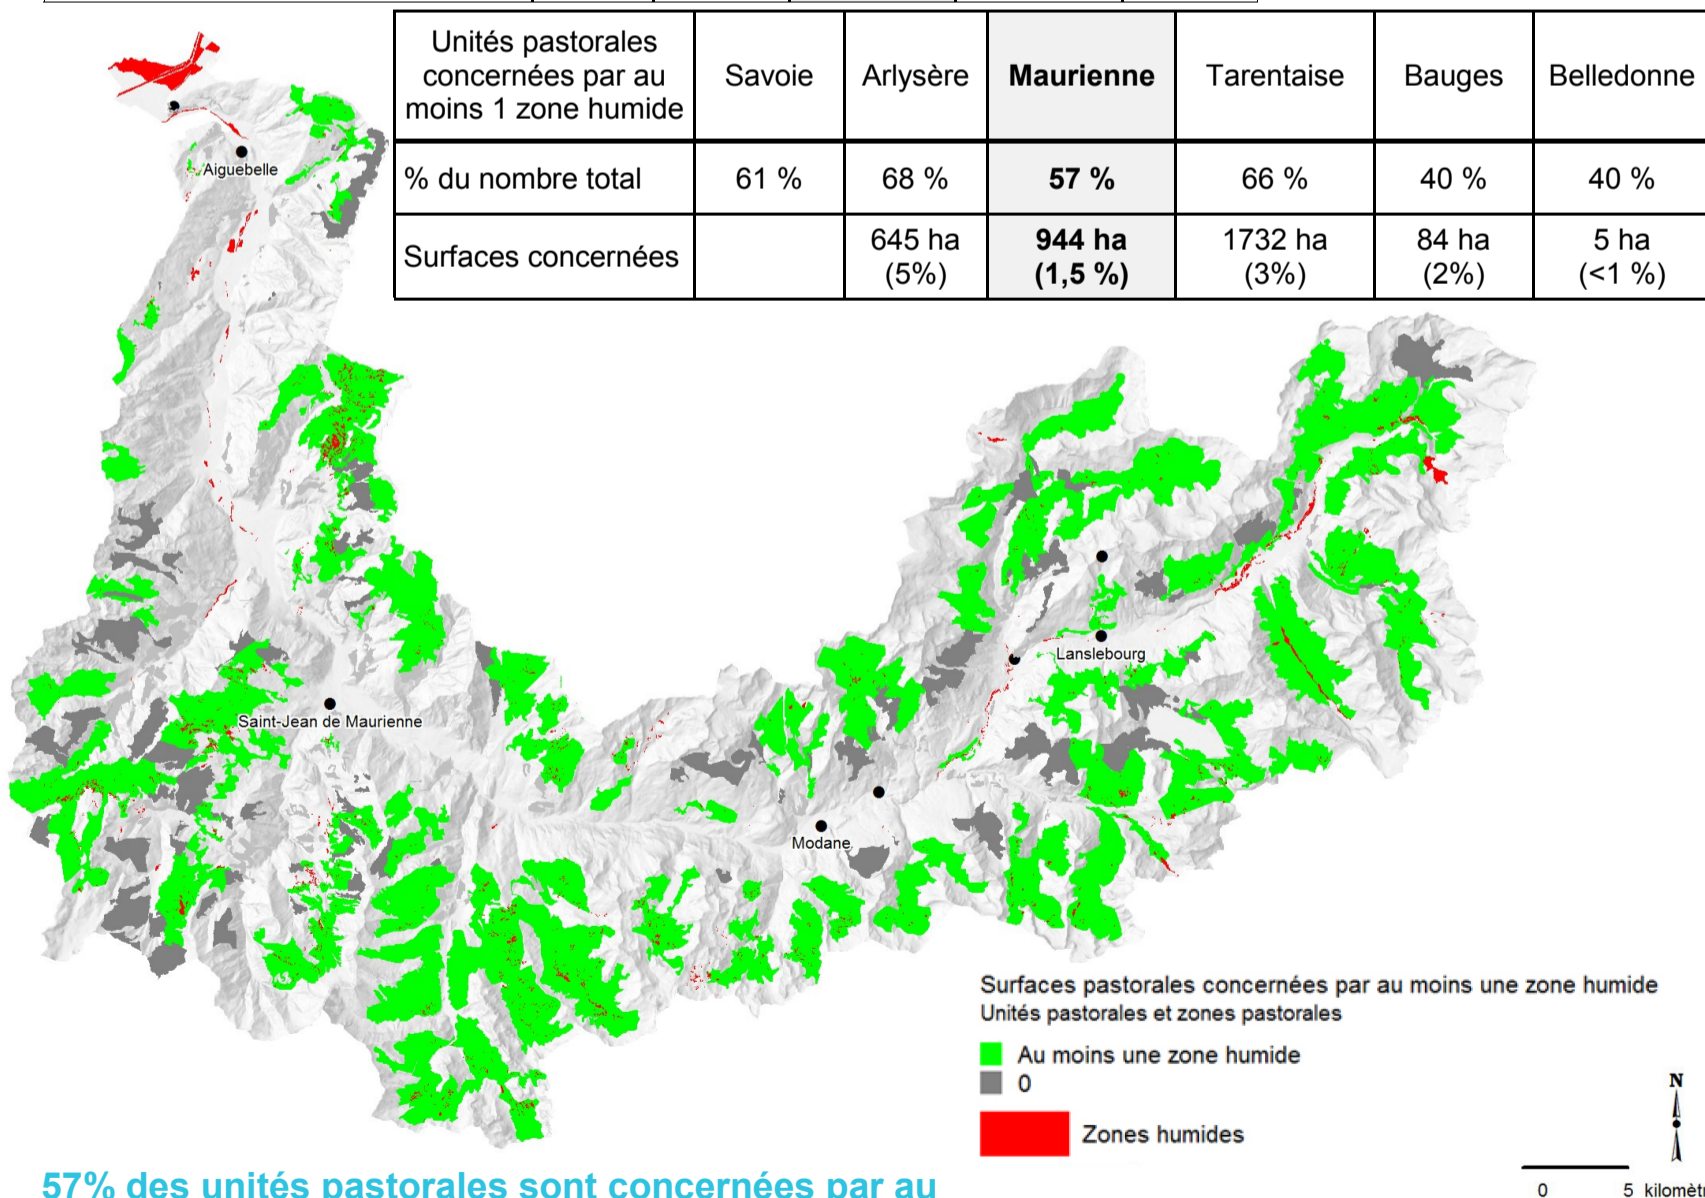 Unités pastorales
concernées par au
moins 1 zone humide
Savoie
Arlysère
Maurienne
Tarentaise
Bauges
Belledonne
% du nombre total
61 %
68 %
57 %
66 %
40 %
40 %
Surfaces concernées
645 ha
(5%)
944 ha
(1,5 %)
1732 ha
(3%)
84 ha
(2%)
5 ha
(<1 %)
Aiguebelle
Lanslebourg
Saint-Jean de Maurienne
Modane
Surfaces pastorales concernées par au moins une zone humide
Unités pastorales et zones pastorales
Au moins une zone humide
0
Zones humides
N
0 5 kilomètr
57% des unités pastorales sont concernées par au